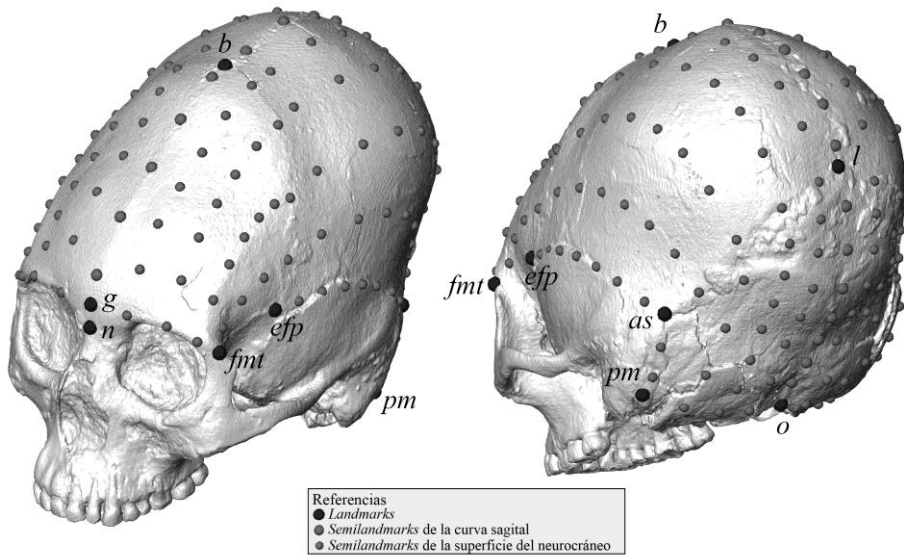 b
g
n
efp
fmt
pm
b
l
fmt
efp
as
pm
o
Referencias
Landmarks
Semilandmarks de la curva sagital
Semilandmarks de la superficie del neurocráneo